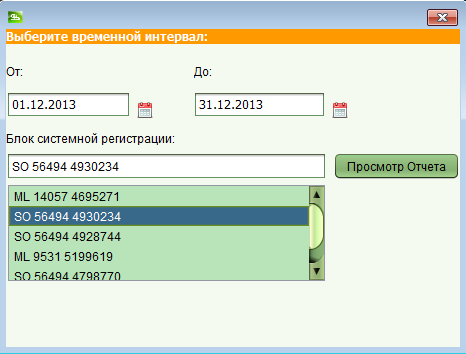 Выберите временной интервал:
От: До:
01.12.2013 31.12.2013
Блок системной регистрации:
SO 56494 4930234 Просмотр Отчета
ML 14057 4695271
SO 56494 4930234
SO 56494 4928744
ML 9531 5199619
SO 56494 4798770